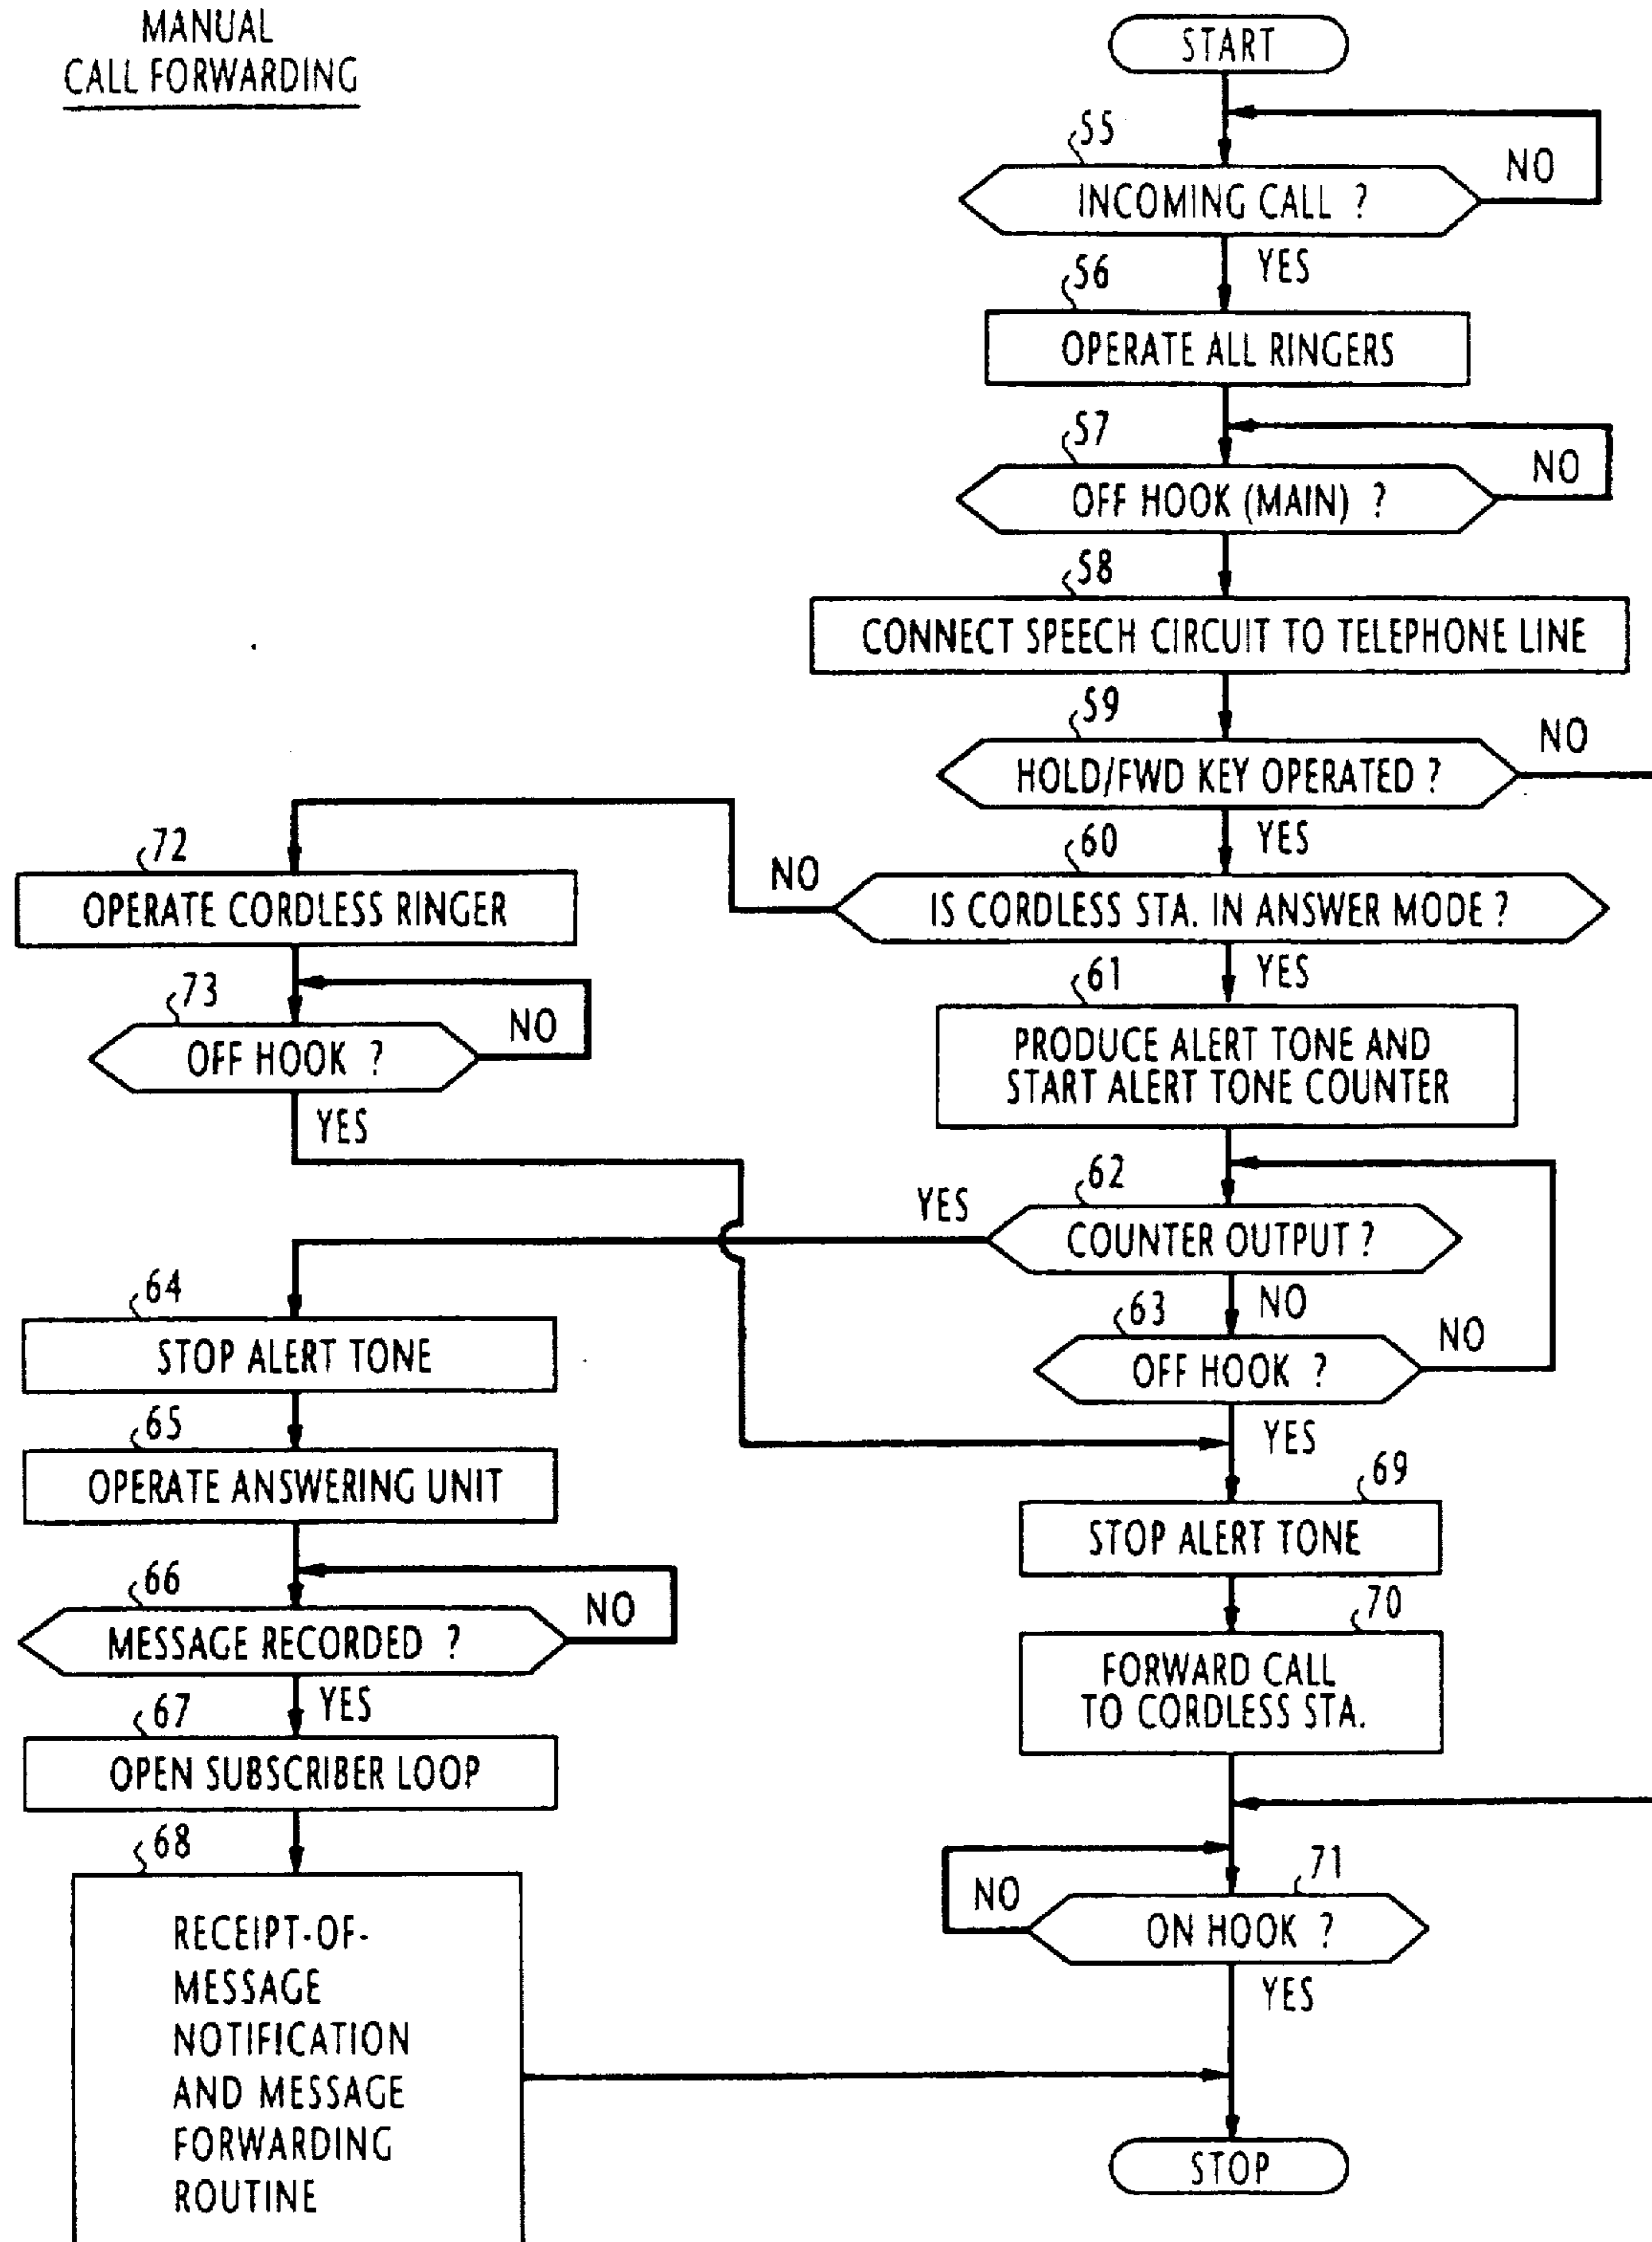 MANUAL
CALL FORWARDING
START
55
INCOMING CALL ?
NO
YES
56
OPERATE ALL RINGERS
57
OFF HOOK (MAIN) ?
NO
58
CONNECT SPEECH CIRCUIT TO TELEPHONE LINE
59
HOLD/FWD KEY OPERATED ?
NO
YES
60
IS CORDLESS STA. IN ANSWER MODE ?
NO
YES
72
OPERATE CORDLESS RINGER
73
OFF HOOK ?
NO
YES
61
PRODUCE ALERT TONE AND
START ALERT TONE COUNTER
62
COUNTER OUTPUT ?
YES
NO
63
OFF HOOK ?
NO
YES
64
STOP ALERT TONE
65
OPERATE ANSWERING UNIT
66
MESSAGE RECORDED ?
NO
YES
67
OPEN SUBSCRIBER LOOP
68
RECEIPT-OF-
MESSAGE
NOTIFICATION
AND MESSAGE
FORWARDING
ROUTINE
69
STOP ALERT TONE
70
FORWARD CALL
TO CORDLESS STA.
71
ON HOOK ?
NO
YES
STOP